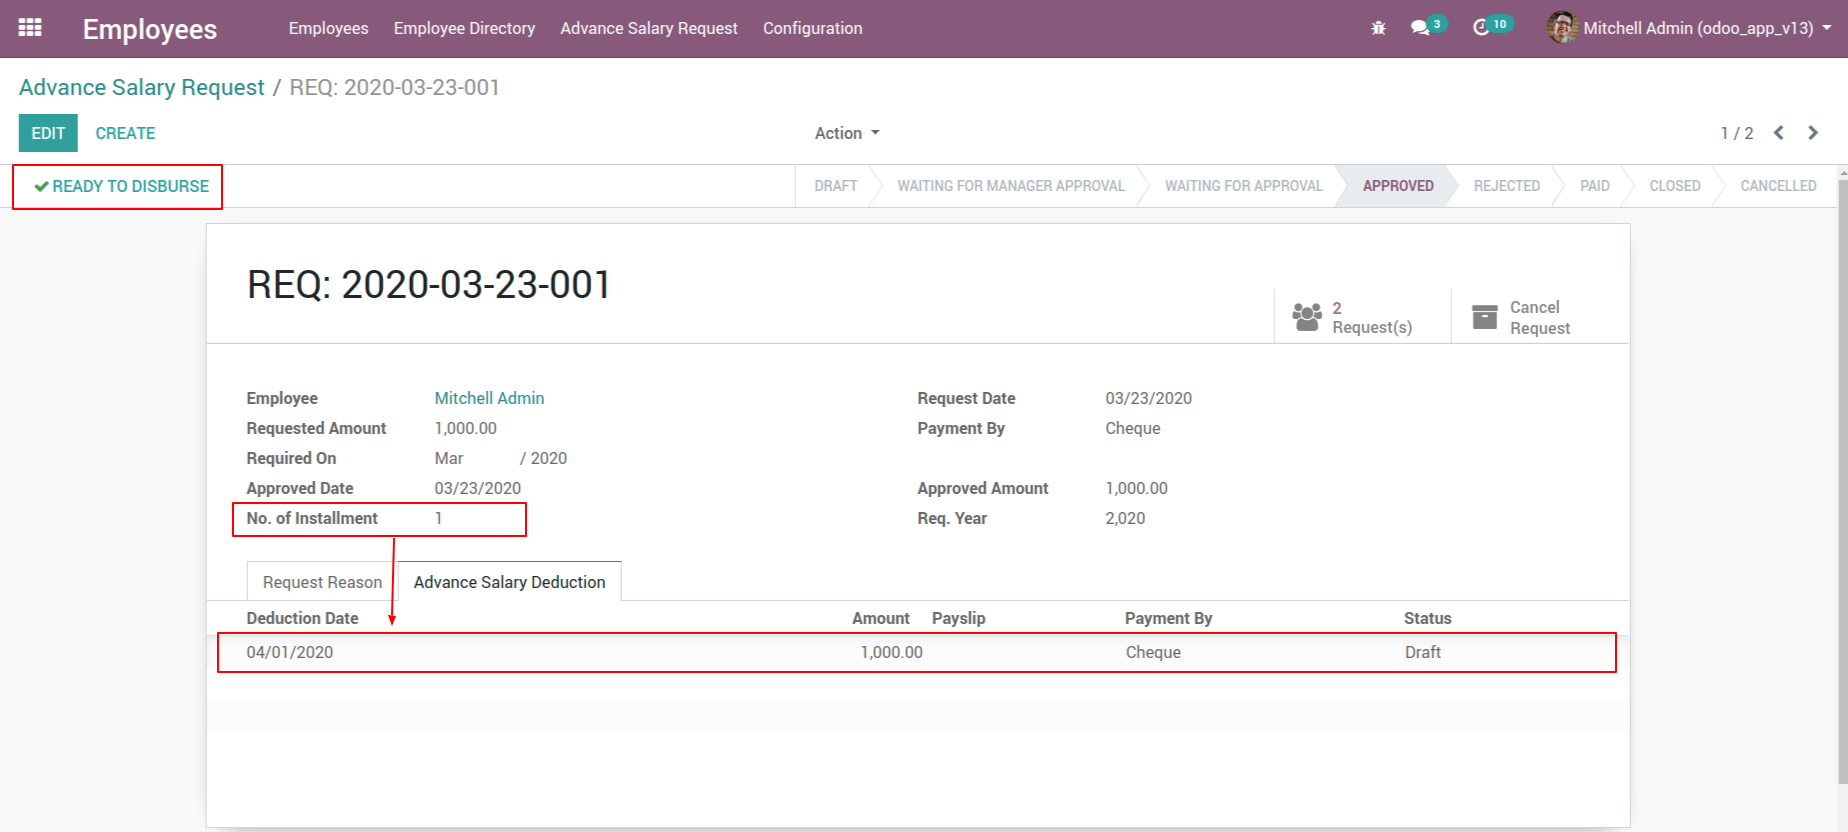 Employees Employees Employee Directory Advance Salary Request Configuration 3 10 Mitchell Admin (odoo_app_v13)
Advance Salary Request / REQ: 2020-03-23-001
EDIT CREATE Action 1 / 2
READY TO DISBURSE DRAFT WAITING FOR MANAGER APPROVAL WAITING FOR APPROVAL APPROVED REJECTED PAID CLOSED CANCELLED
REQ: 2020-03-23-001
2 Request(s)
Cancel Request
Employee Mitchell Admin Request Date 03/23/2020
Requested Amount 1,000.00 Payment By Cheque
Required On Mar / 2020
Approved Date 03/23/2020 Approved Amount 1,000.00
No. of Installment 1 Req. Year 2,020
Request Reason Advance Salary Deduction
Deduction Date Amount Payslip Payment By Status
04/01/2020 1,000.00 Cheque Draft